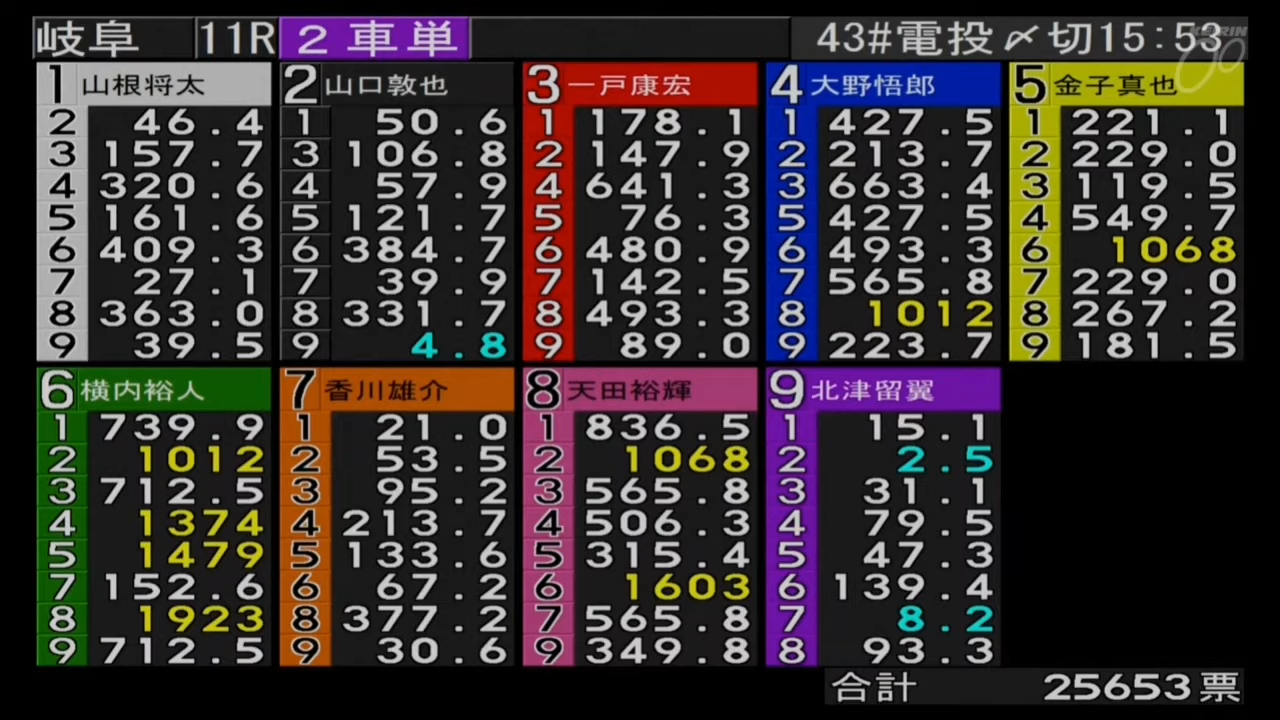 岐阜 11R 2車単 43#電投〆切15:53
1 山根将太 2 山口敦也 3 一戸康宏 4 大野悟郎 5 金子真也
2 46.4 1 50.6 1 178.1 1 427.5 1 221.1
3 157.7 3 106.8 2 147.9 2 213.7 2 229.0
4 320.6 4 57.9 4 641.3 3 663.4 3 119.5
5 161.6 5 121.7 5 76.3 5 427.5 4 549.7
6 409.3 6 384.7 6 480.9 6 493.3 6 1068
7 27.1 7 39.9 7 142.5 7 565.8 7 229.0
8 363.0 8 331.7 8 493.3 8 1012 8 267.2
9 39.5 9 4.8 9 89.0 9 223.7 9 181.5
6 横内裕人 7 香川雄介 8 天田裕輝 9 北津留翼
1 739.9 1 21.0 1 836.5 1 15.1
2 1012 2 53.5 2 1068 2 2.5
3 712.5 3 95.2 3 565.8 3 31.1
4 1374 4 213.7 4 506.3 4 79.5
5 1479 5 133.6 5 315.4 5 47.3
7 152.6 6 67.2 6 1603 6 139.4
8 1923 8 377.2 7 565.8 7 8.2
9 712.5 9 30.6 9 349.8 8 93.3
合計 25653票